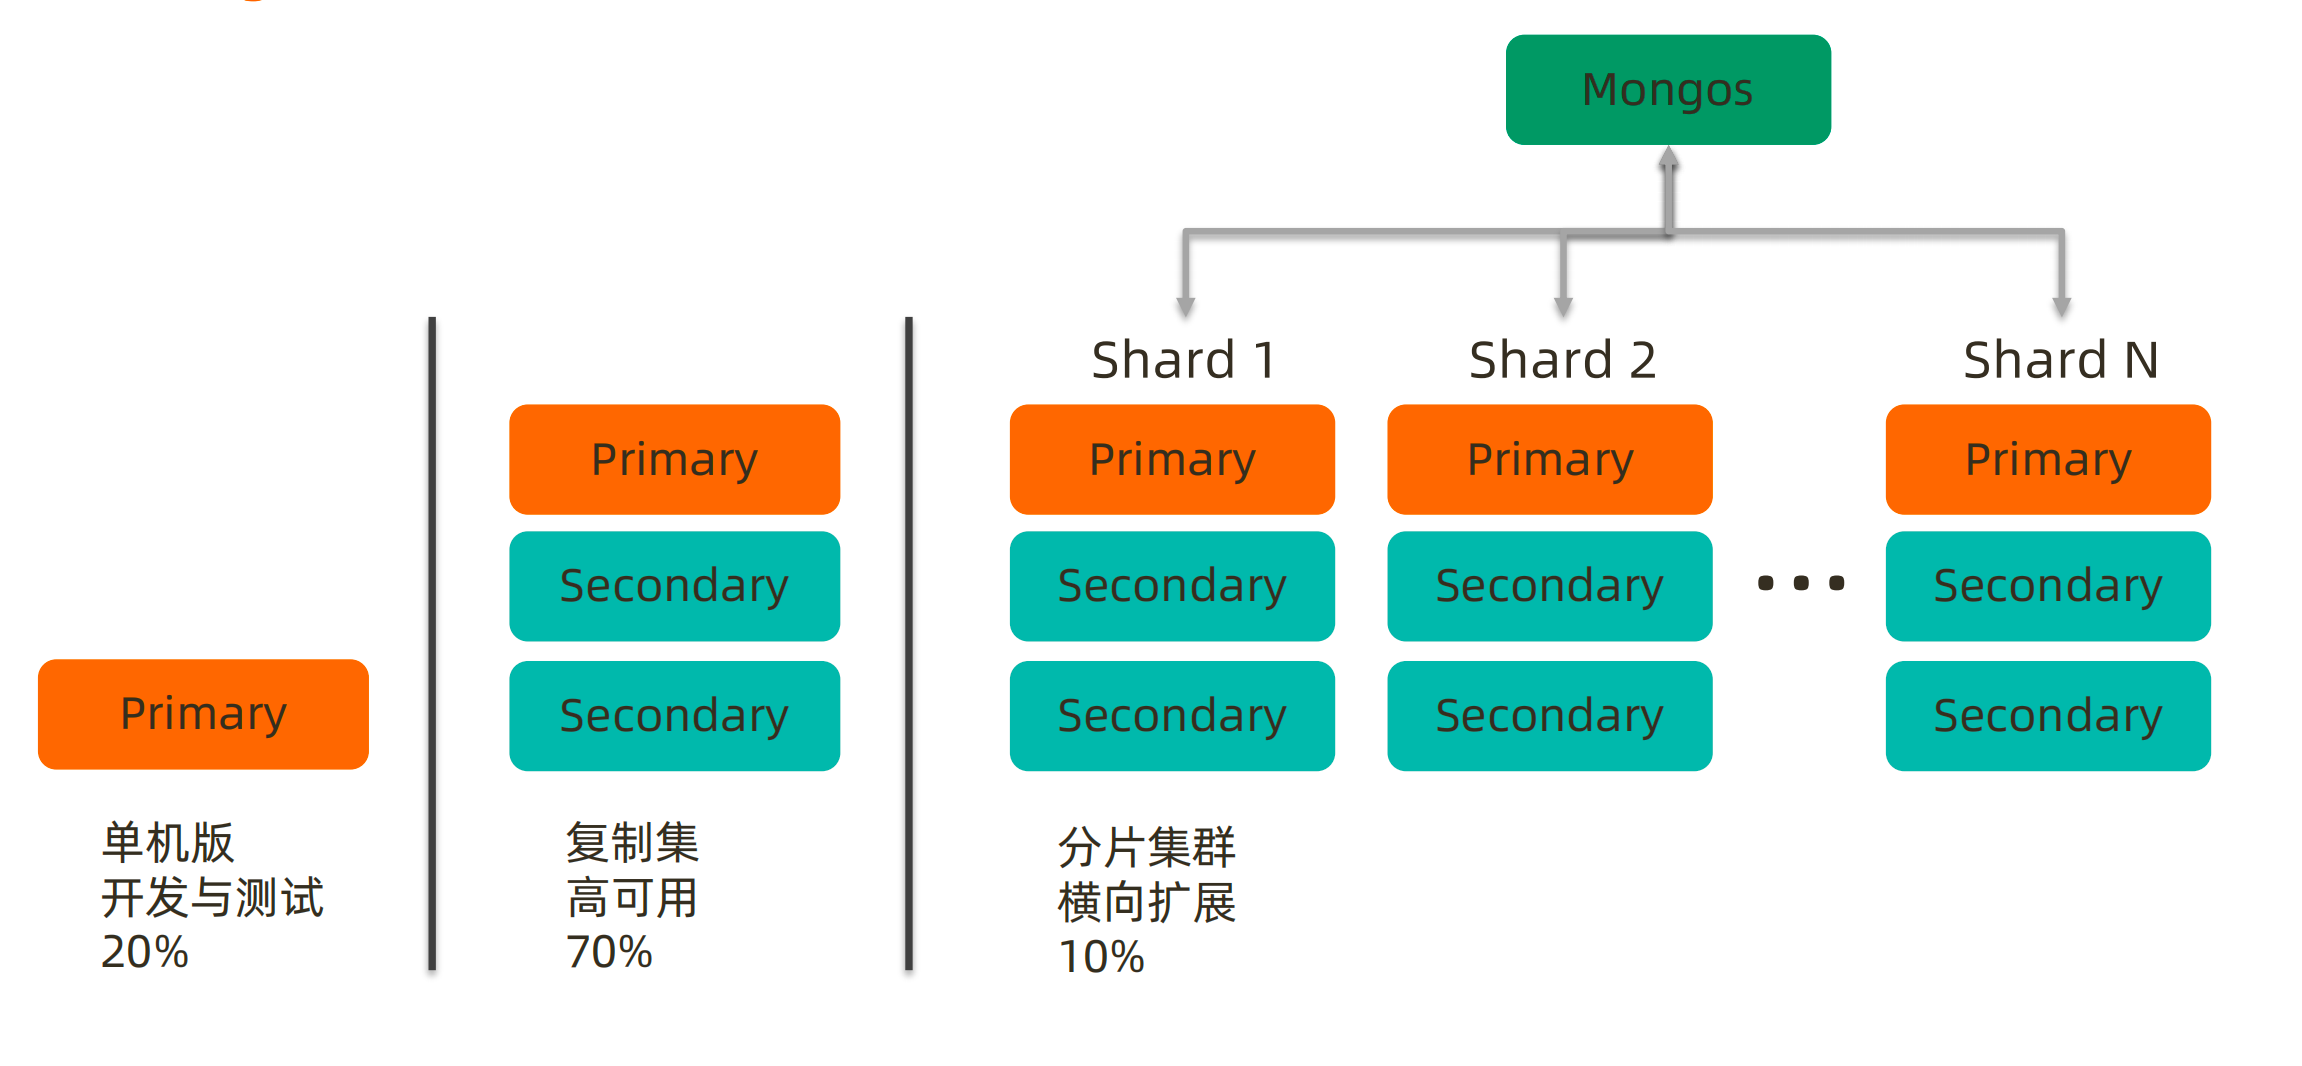 Mongos
Shard 1
Shard 2
Shard N
Primary
Primary
Primary
Primary
Secondary
Secondary
Secondary
...
Secondary
Primary
Secondary
Secondary
Secondary
Secondary
单机版
开发与测试
20%
复制集
高可用
70%
分片集群
横向扩展
10%